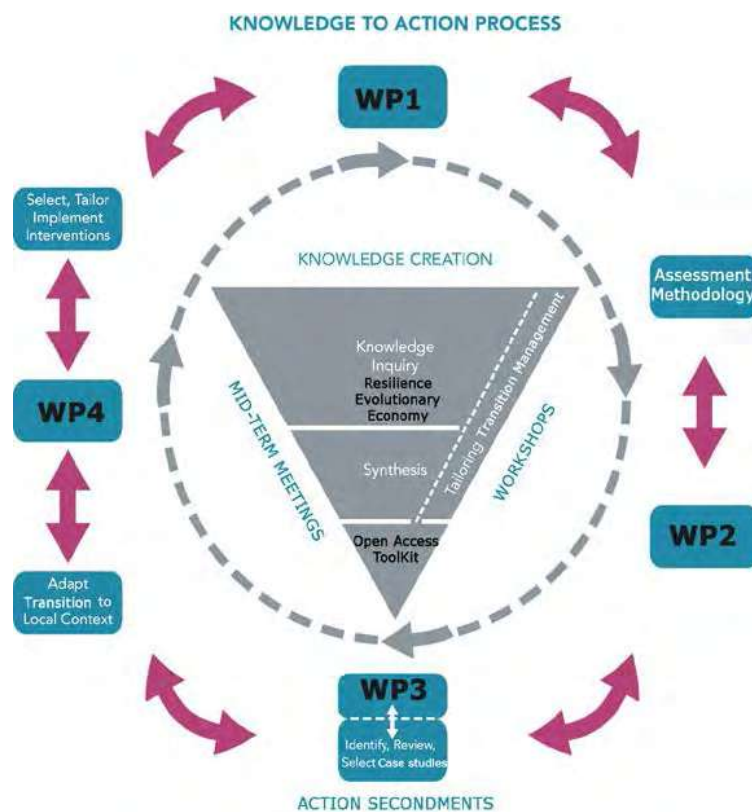 KNOWLEDGE TO ACTION PROCESS
WP1
Select, Tailor
Implement
Interventions
KNOWLEDGE CREATION
Assessment
Methodology
Knowledge
Inquiry
Resilience
Evolutionary
Economy
Tailoring Transition Management
MID-TERM MEETINGS
WORKSHOPS
WP4
Synthesis
WP2
Open Access
ToolKit
Adapt
Transition to
Local Context
WP3
Identify, Review,
Select Case studies
ACTION SECONDMENTS